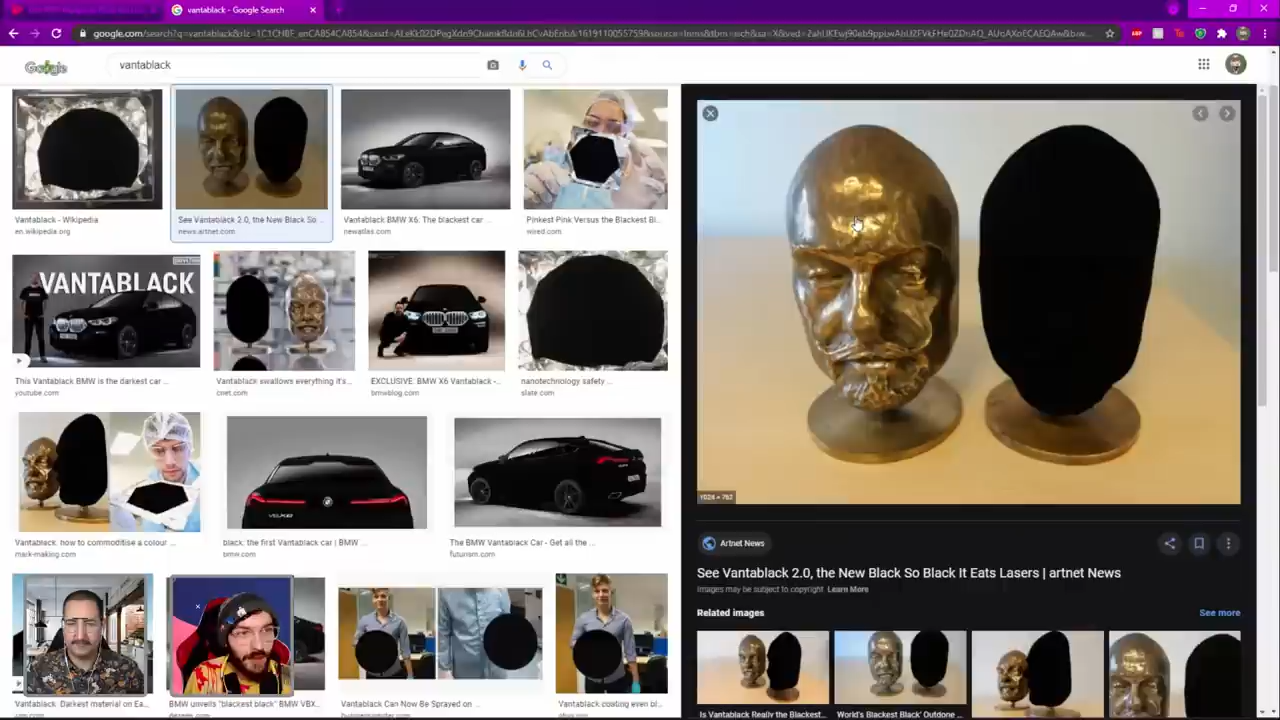 vantablack - Google Search
Google
vantablack
Vantablack - Wikipedia
en.wikipedia.org
See Vantablack 2.0, the New Black So ...
news.artnet.com
Vantablack BMW X6: The blackest car ...
newatlas.com
Pinkest Pink Versus the Blackest Bl...
wired.com
VANTABLACK
This Vantablack BMW is the darkest car ...
youtube.com
Vantablack swallows everything it's...
cnet.com
EXCLUSIVE: BMW X6 Vantablack -...
bmwblog.com
nanotechnology safety ...
slate.com
Vantablack: how to commoditise a colour ...
mark-making.com
black: the first Vantablack car | BMW ...
bmw.com
The BMW Vantablack Car - Get all the ...
futurism.com
Vantablack: Darkest material on Ea...
BMW unveils "blackest black" BMW VBX...
dezeen.com
Vantablack Can Now Be Sprayed on ...
Vantablack coating even bl...
1024 × 762
Artnet News
See Vantablack 2.0, the New Black So Black It Eats Lasers | artnet News
Images may be subject to copyright Learn More
Related images
See more
Is Vantablack Really the Blackest...
World's Blackest Black' Outdone ...